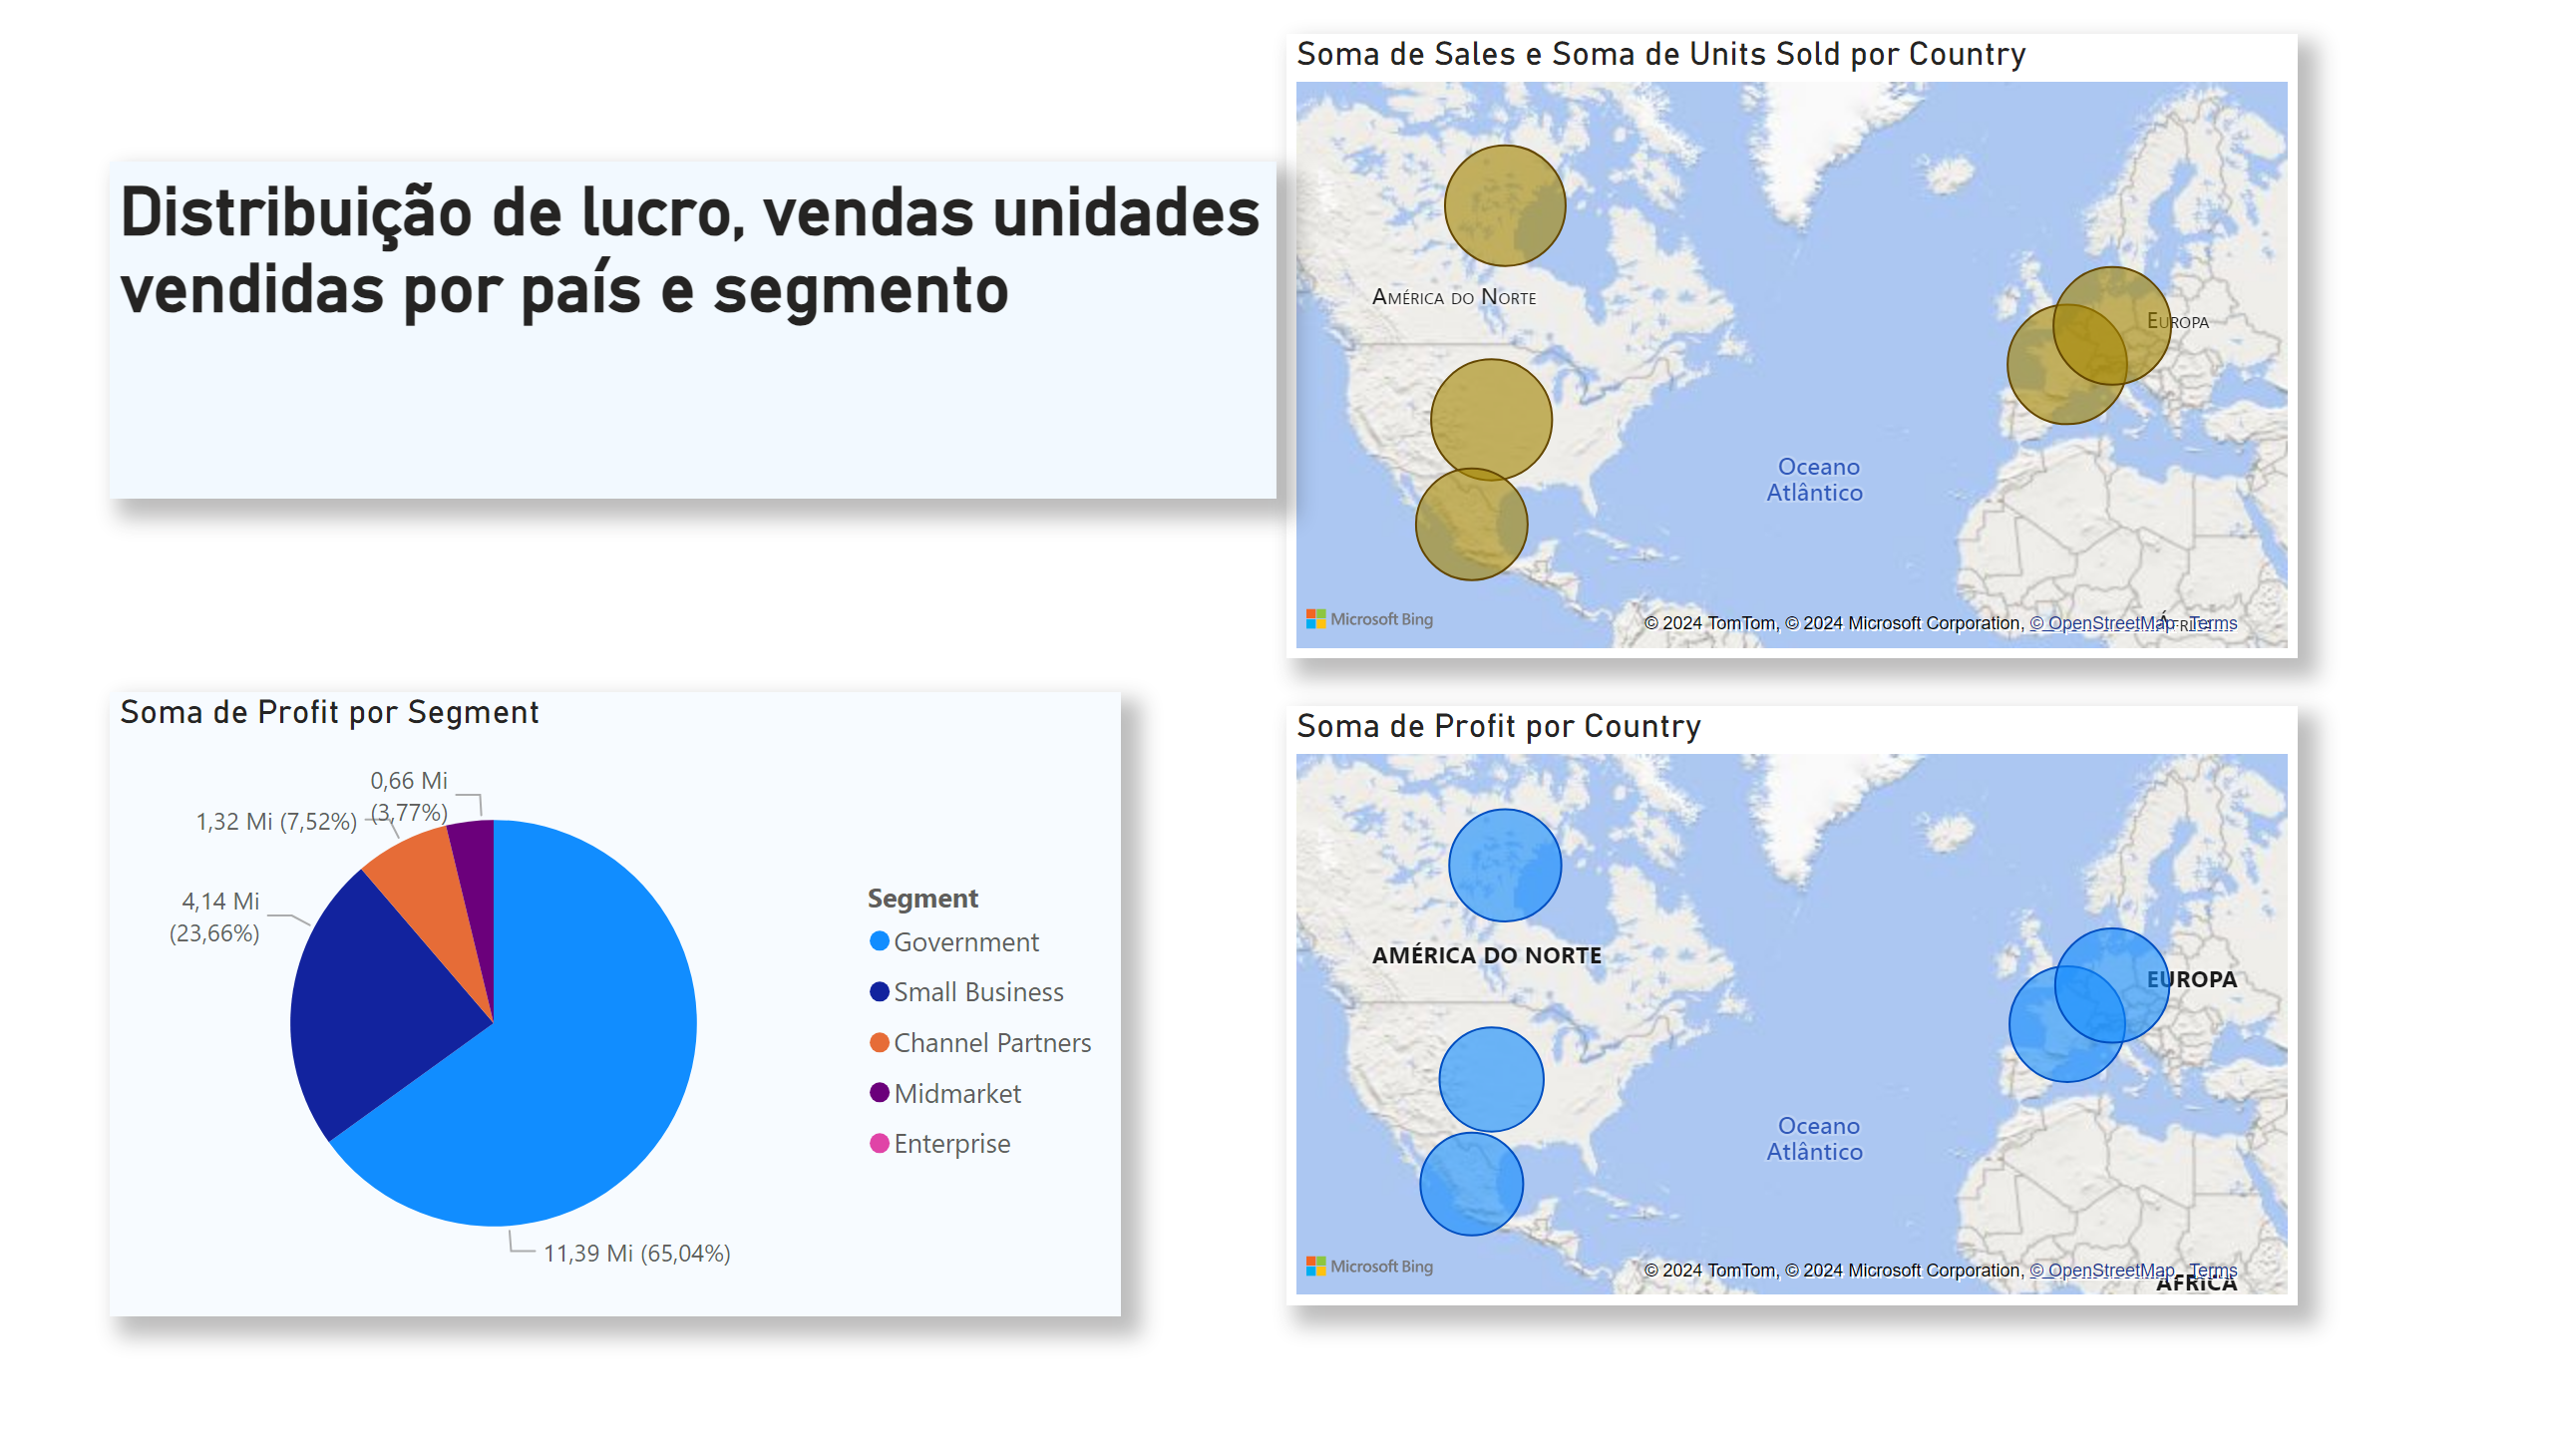 Distribuição de lucro, vendas unidades
vendidas por país e segmento
Soma de Sales e Soma de Units Sold por Country
América do Norte
Europa
Oceano
Atlântico
Microsoft Bing
© 2024 TomTom, © 2024 Microsoft Corporation, © OpenStreetMap Terms
África
Soma de Profit por Segment
0,66 Mi
(3,77%)
1,32 Mi (7,52%)
4,14 Mi
(23,66%)
11,39 Mi (65,04%)
Segment
Government
Small Business
Channel Partners
Midmarket
Enterprise
Soma de Profit por Country
AMÉRICA DO NORTE
EUROPA
Oceano
Atlântico
Microsoft Bing
© 2024 TomTom, © 2024 Microsoft Corporation, © OpenStreetMap Terms
ÁFRICA